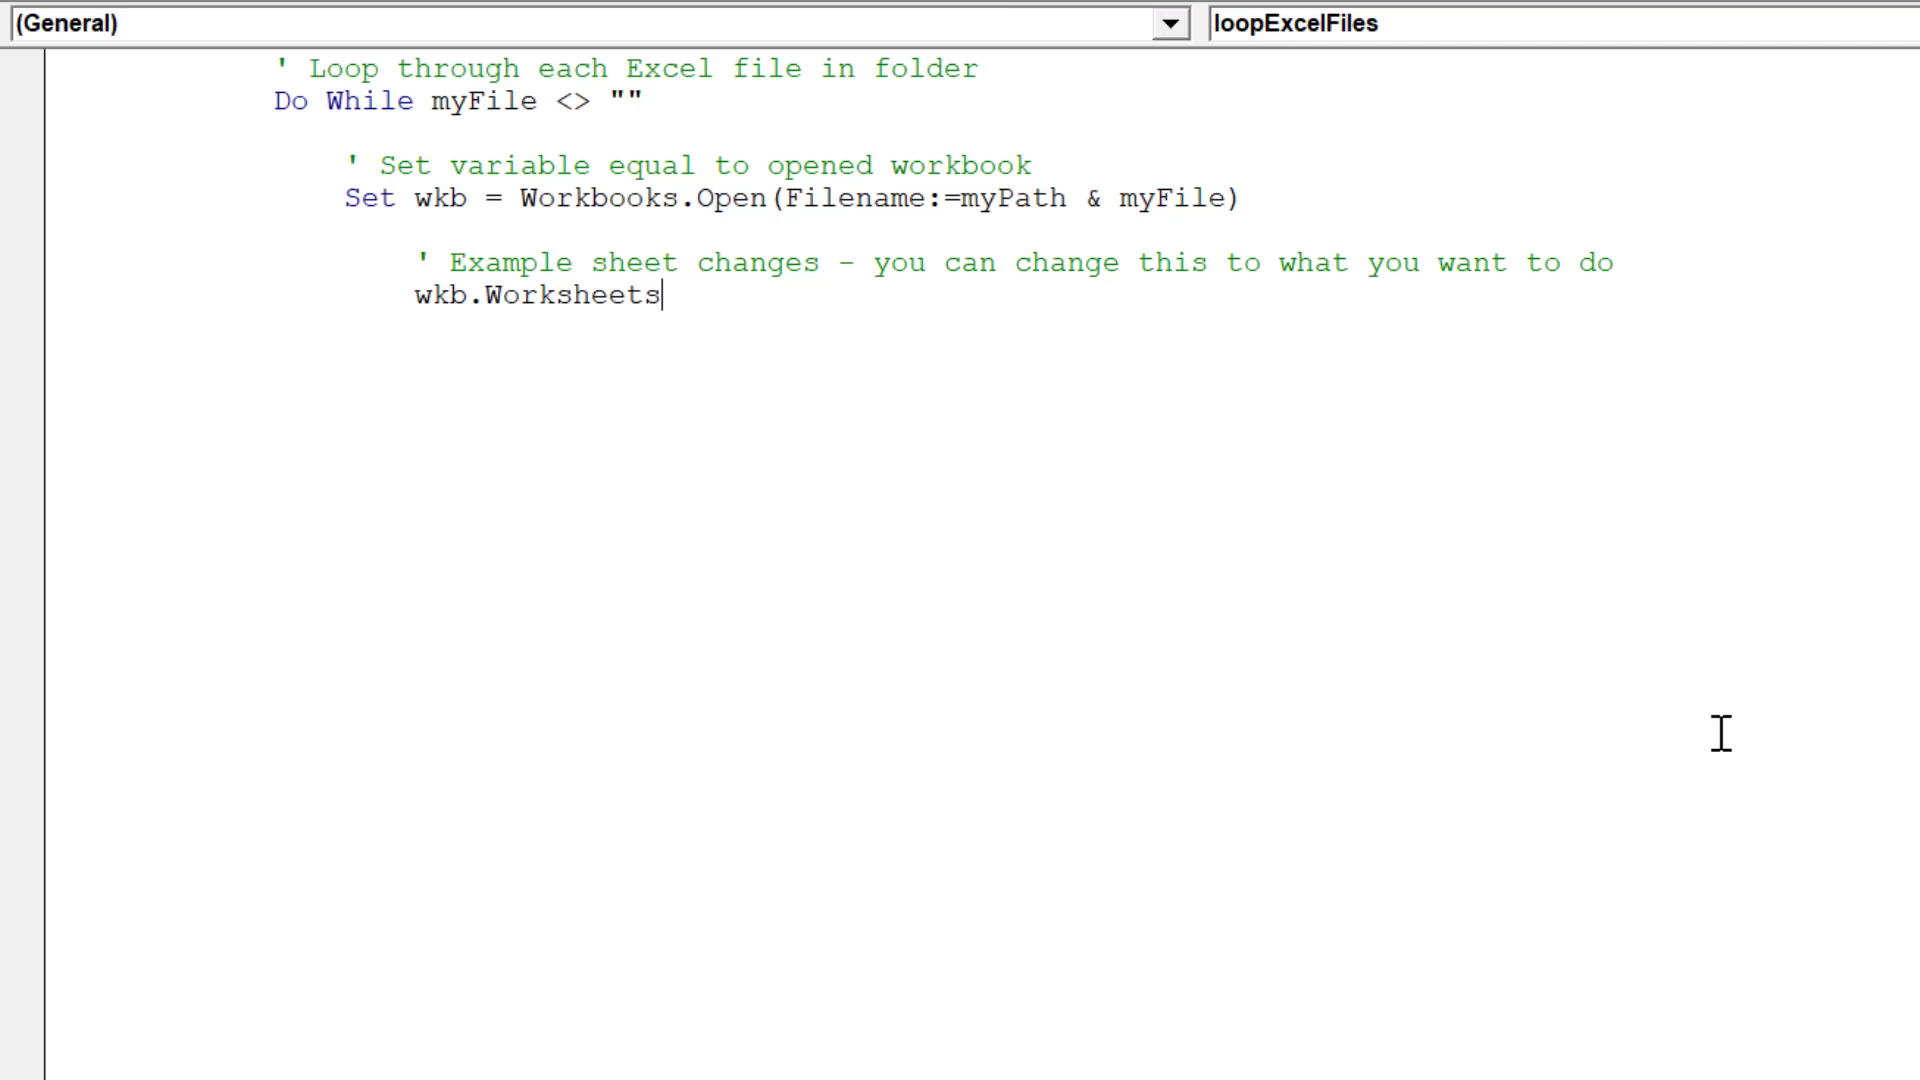 (General)
loopExcelFiles
' Loop through each Excel file in folder
Do While myFile <> ""
' Set variable equal to opened workbook
Set wkb = Workbooks.Open(Filename:=myPath & myFile)
' Example sheet changes - you can change this to what you want to do
wkb.Worksheets